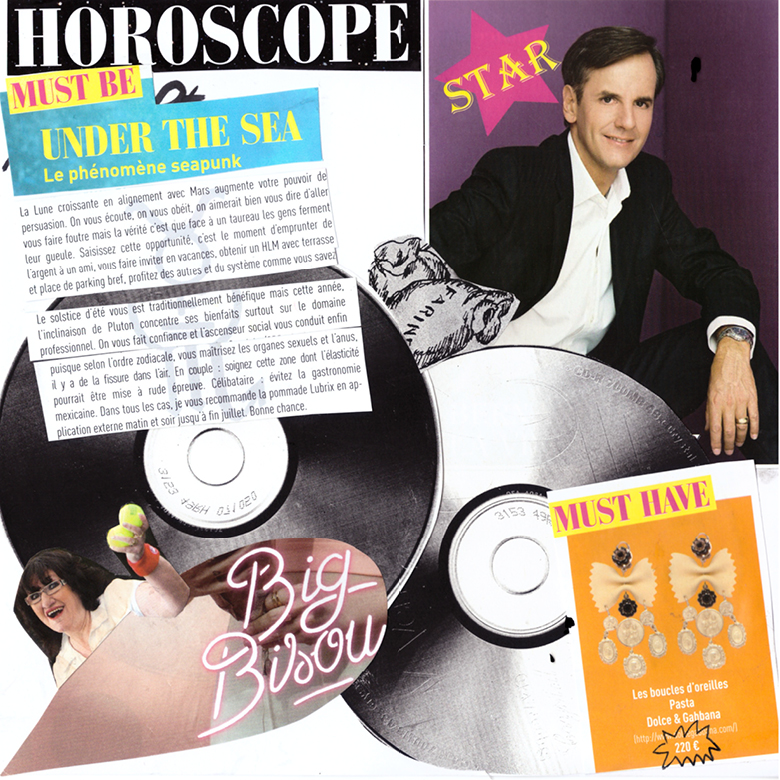 HOROSCOPE
MUST BE
UNDER THE SEA
Le phénomène seapunk
La Lune croissante en alignement avec Mars augmente votre pouvoir de
persuasion. On vous écoute, on vous obéit, on aimerait bien vous dire d'aller
vous faire foutre mais la vérité c'est que face à un taureau les gens ferment
leur gueule. Saisissez cette opportunité, c'est le moment d'emprunter de
l'argent à un ami, vous faire inviter en vacances, obtenir un HLM avec terrasse
et place de parking bref, profitez des autres et du système comme vous savez
Le solstice d'été vous est traditionnellement bénéfique mais cette année,
l'inclinaison de Pluton concentre ses bienfaits surtout sur le domaine
professionnel. On vous fait confiance et l'ascenseur social vous conduit enfin
puisque selon l'ordre zodiacale, vous maîtrisez les organes sexuels et l'anus,
il y a de la fissure dans l'air. En couple : soignez cette zone dont l'élasticité
pourrait être mise à rude épreuve. Célibataire : évitez la gastronomie
mexicaine. Dans tous les cas, je vous recommande la pommade Lubrix en ap-
plication externe matin et soir jusqu'à fin juillet. Bonne chance.
STAR
FARIN
CD-R 700MB
3153
3153 49R
MUST HAVE
Big
Bisou
Les boucles d'oreilles
Pasta
Dolce & Gabbana
220 €